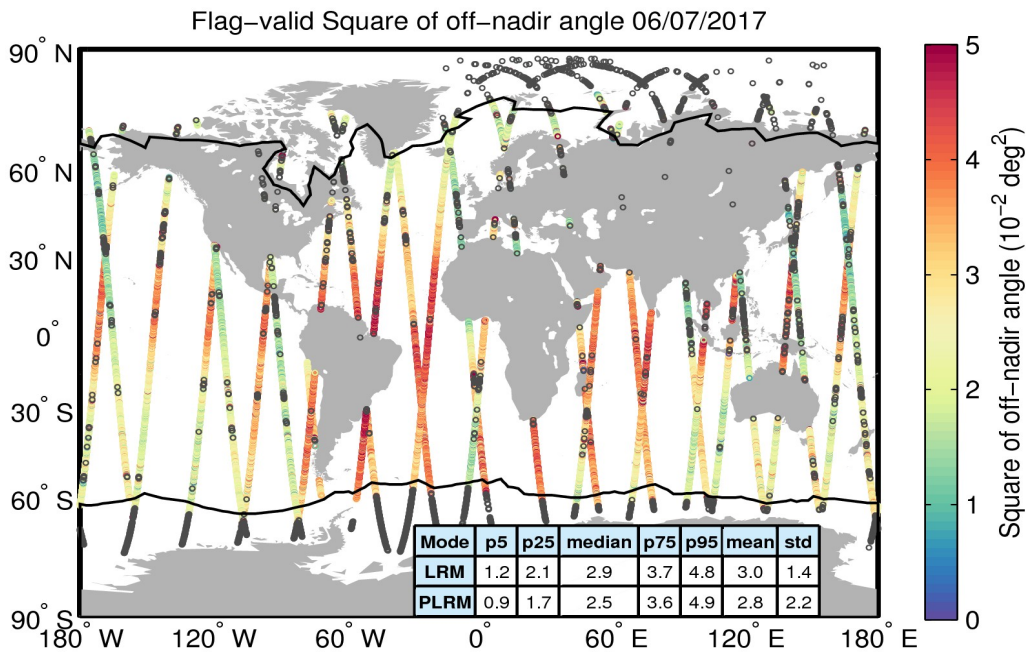 Flag−valid Square of off−nadir angle 06/07/2017
90° N
60° N
30° N
0°
30° S
60° S
90° S
180° W
120° W
60° W
0°
60° E
120° E
180° E
Mode p5 p25 median p75 p95 mean std
LRM 1.2 2.1 2.9 3.7 4.8 3.0 1.4
PLRM 0.9 1.7 2.5 3.6 4.9 2.8 2.2
5
4
3
2
1
0
Square of off−nadir angle (10⁻² deg²)